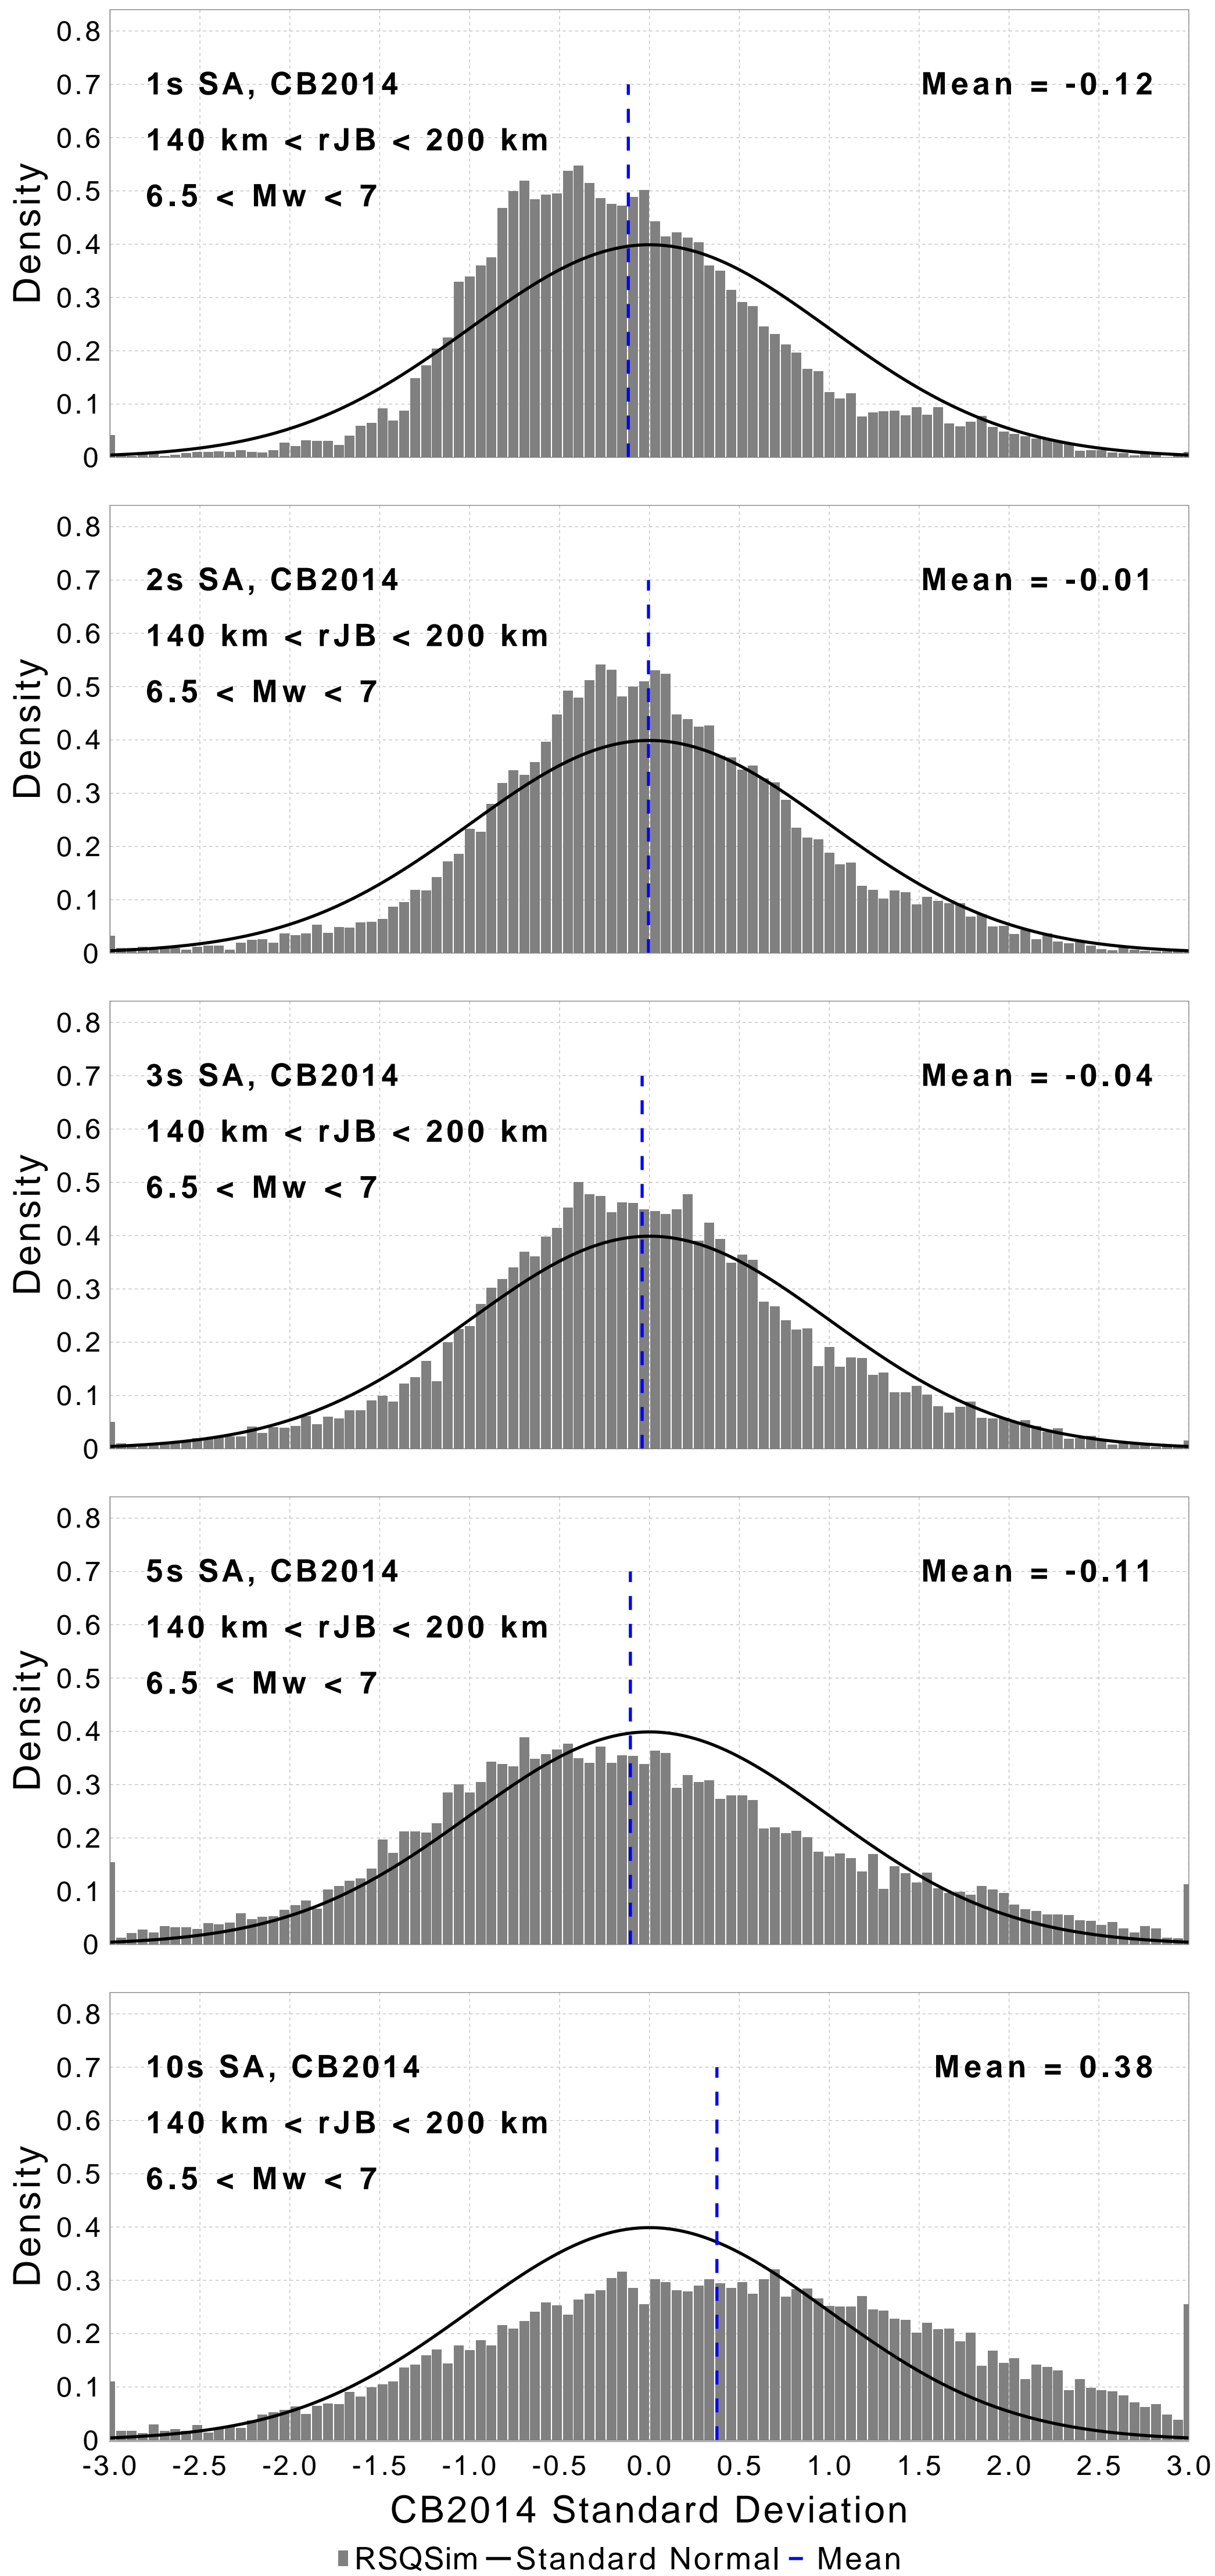 0.8
0.7
0.6
0.5
0.4
0.3
0.2
0.1
0
Density
1s SA, CB2014
140 km < rJB < 200 km
6.5 < Mw < 7
Mean = -0.12
0.8
0.7
0.6
0.5
0.4
0.3
0.2
0.1
0
Density
2s SA, CB2014
140 km < rJB < 200 km
6.5 < Mw < 7
Mean = -0.01
0.8
0.7
0.6
0.5
0.4
0.3
0.2
0.1
0
Density
3s SA, CB2014
140 km < rJB < 200 km
6.5 < Mw < 7
Mean = -0.04
0.8
0.7
0.6
0.5
0.4
0.3
0.2
0.1
0
Density
5s SA, CB2014
140 km < rJB < 200 km
6.5 < Mw < 7
Mean = -0.11
0.8
0.7
0.6
0.5
0.4
0.3
0.2
0.1
0
Density
10s SA, CB2014
140 km < rJB < 200 km
6.5 < Mw < 7
Mean = 0.38
-3.0 -2.5 -2.0 -1.5 -1.0 -0.5 0.0 0.5 1.0 1.5 2.0 2.5 3.0
CB2014 Standard Deviation
RSQSim Standard Normal Mean